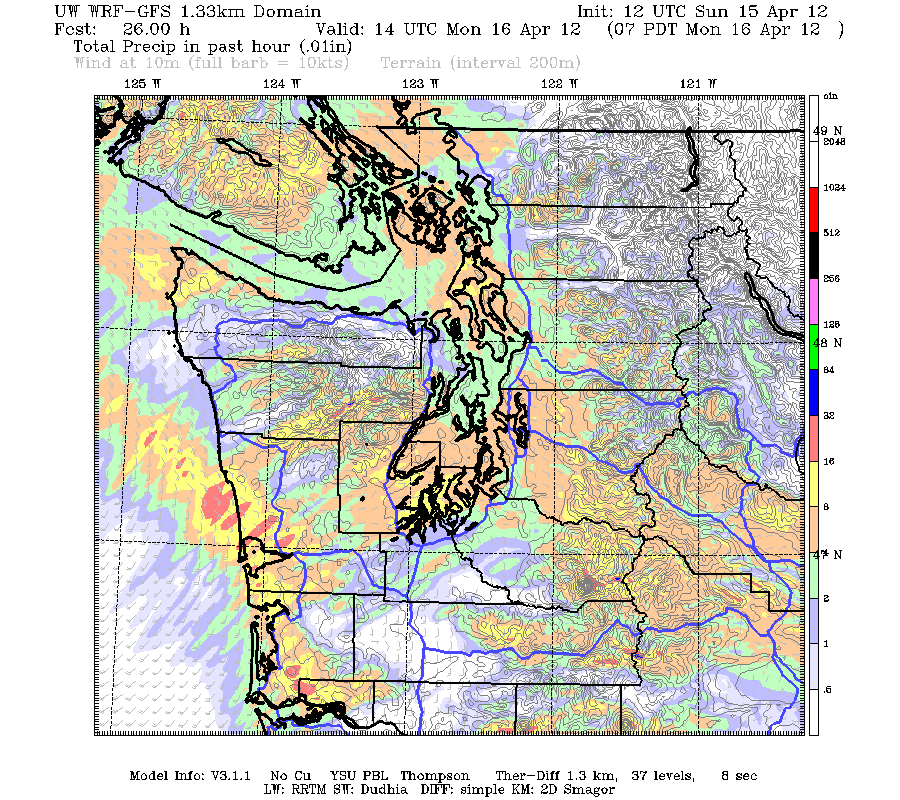 UW WRF-GFS 1.33km Domain Init: 12 UTC Sun 15 Apr 12
Fcst: 26.00 h Valid: 14 UTC Mon 16 Apr 12 (07 PDT Mon 16 Apr 12 )
Total Precip in past hour (.01in)
Wind at 10m (full barb = 10kts) Terrain (interval 200m)
125 W 124 W 123 W 122 W 121 W
oin
49 N
2048
1024
512
256
128
48 N
64
32
16
8
47 N
2
1
.5
Model Info: V3.1.1 No Cu YSU PBL Thompson Ther-Diff 1.3 km, 37 levels, 8 sec
LW: RRTM SW: Dudhia DIFF: simple KM: 2D Smagor